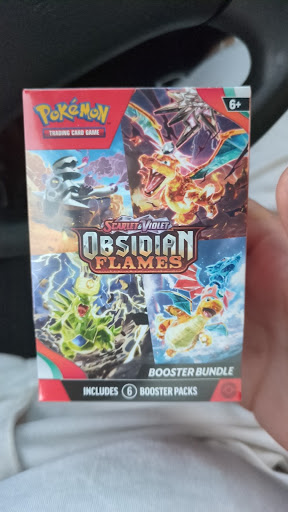 6+
POKéMON
TRADING CARD GAME
SCARLET & VIOLET
OBSIDIAN
FLAMES
BOOSTER BUNDLE
INCLUDES 6 BOOSTER PACKS